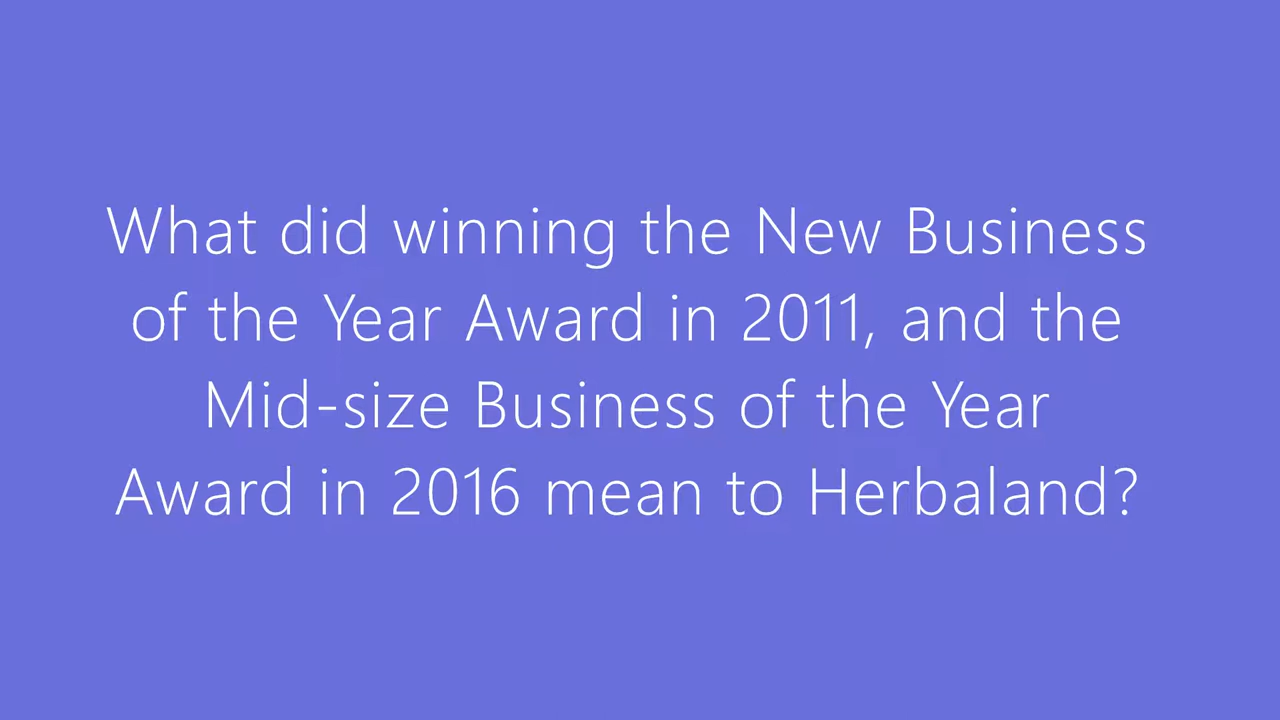 What did winning the New Business
of the Year Award in 2011, and the
Mid-size Business of the Year
Award in 2016 mean to Herbaland?